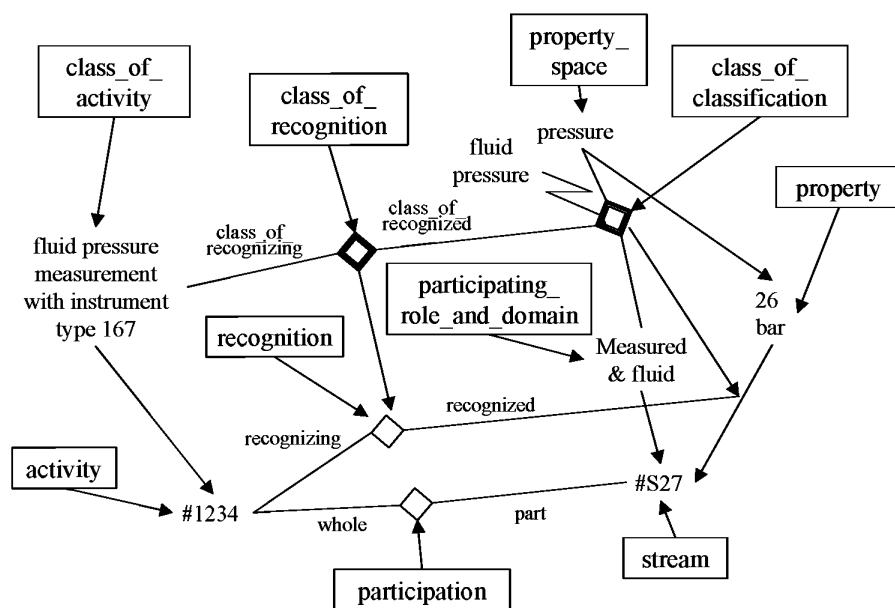 property_
space
class_of_
activity
class_of_
recognition
class_of_
classification
pressure
fluid
pressure
property
class_of_
recognized
class_of_
recognizing
fluid pressure
measurement
with instrument
type 167
participating_
role_and_domain
26
bar
recognition
Measured
& fluid
recognized
recognizing
activity
#1234
#S27
whole
part
stream
participation